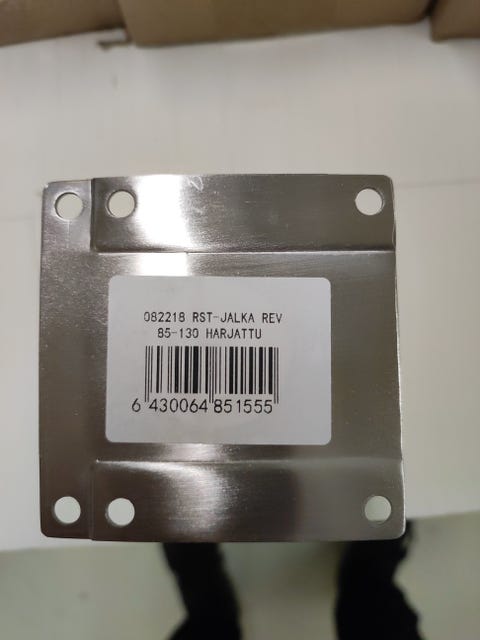 082218 RST-JALKA REV
85-130 HARJATTU
6 430064 851555